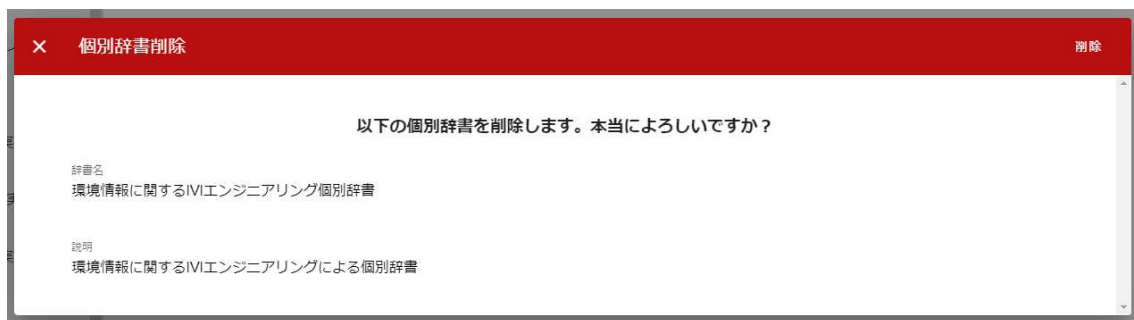 ✕ 個別辞書削除 削除
以下の個別辞書を削除します。本当によろしいですか？
辞書名
環境情報に関するIVIエンジニアリング個別辞書
説明
環境情報に関するIVIエンジニアリングによる個別辞書